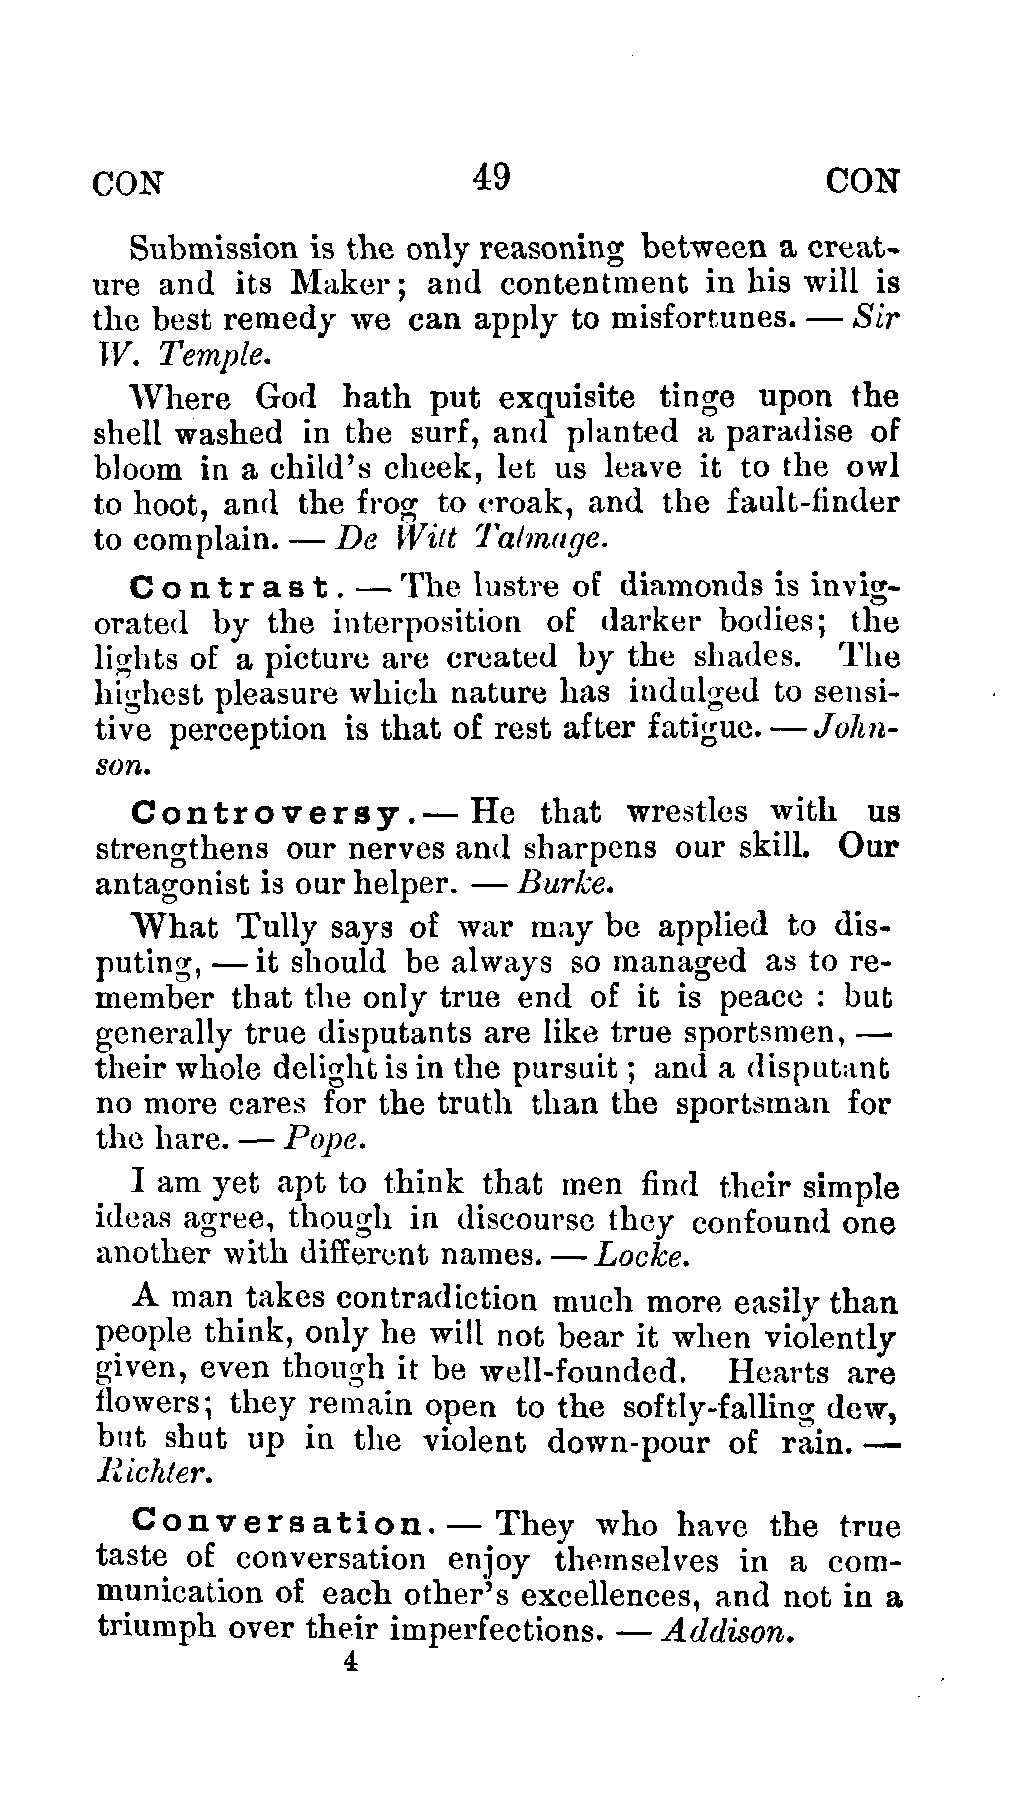 CON 49 CON
Submission is the only reasoning between a creat-
ure and its Maker; and contentment in his will is
the best remedy we can apply to misfortunes. — Sir
W. Temple.
Where God hath put exquisite tinge upon the
shell washed in the surf, and planted a paradise of
bloom in a child's cheek, let us leave it to the owl
to hoot, and the frog to croak, and the fault-finder
to complain. — De Witt Talmage.
Contrast. — The lustre of diamonds is invig-
orated by the interposition of darker bodies; the
lights of a picture are created by the shades. The
highest pleasure which nature has indulged to sensi-
tive perception is that of rest after fatigue. — John-
son.
Controversy. — He that wrestles with us
strengthens our nerves and sharpens our skill. Our
antagonist is our helper. — Burke.
What Tully says of war may be applied to dis-
puting, — it should be always so managed as to re-
member that the only true end of it is peace : but
generally true disputants are like true sportsmen, —
their whole delight is in the pursuit ; and a disputant
no more cares for the truth than the sportsman for
the hare. — Pope.
I am yet apt to think that men find their simple
ideas agree, though in discourse they confound one
another with different names. — Locke.
A man takes contradiction much more easily than
people think, only he will not bear it when violently
given, even though it be well-founded. Hearts are
flowers; they remain open to the softly-falling dew,
but shut up in the violent down-pour of rain. —
Richter.
Conversation. — They who have the true
taste of conversation enjoy themselves in a com-
munication of each other's excellences, and not in a
triumph over their imperfections. — Addison.
4